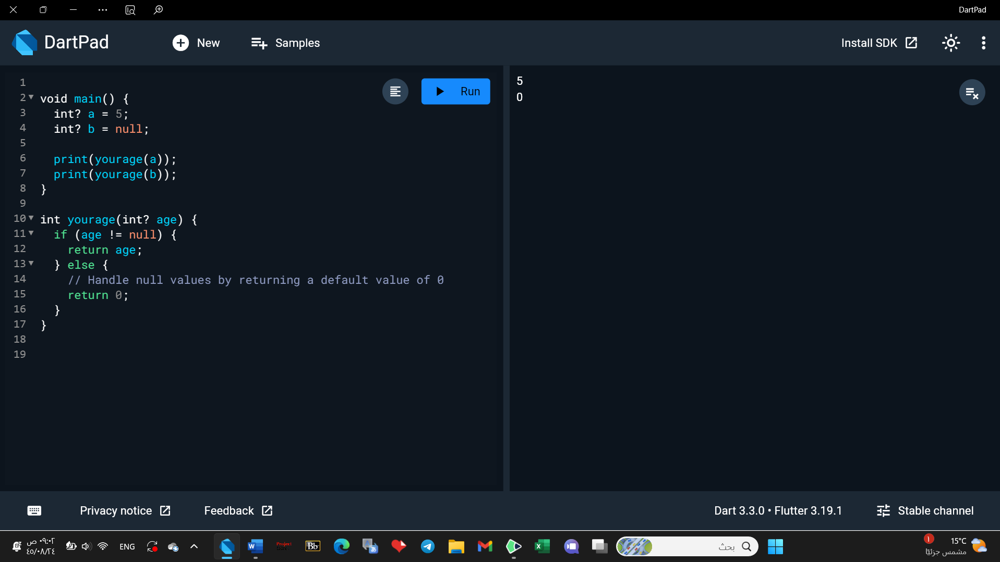 DartPad
DartPad
New
Samples
Install SDK
1
2 void main() {
3 int? a = 5;
4 int? b = null;
5
6 print(yourage(a));
7 print(yourage(b));
8 }
9
10 int yourage(int? age) {
11 if (age != null) {
12 return age;
13 } else {
14 // Handle null values by returning a default value of 0
15 return 0;
16 }
17 }
18
19
Run
5
0
Privacy notice
Feedback
Dart 3.3.0 • Flutter 3.19.1
Stable channel
٠٩:٠٢ ص
٤٥/٠٨/٢٤
ENG
W
Project
Bb
X
بحث
١
15°C
مشمس جزئيًا